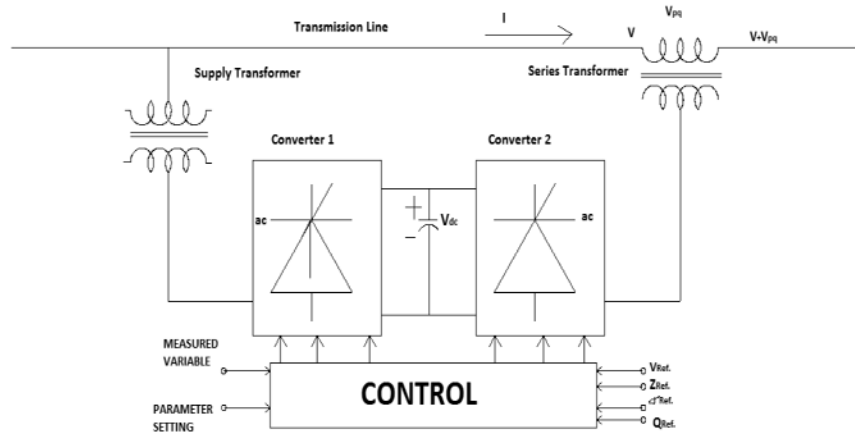 Transmission Line
I
V
Vpq
V+Vpq
Supply Transformer
Series Transformer
Converter 1
Converter 2
ac
+
-
Vdc
ac
MEASURED
VARIABLE
PARAMETER
SETTING
CONTROL
VRef.
ZRef.
Ref.
QRef.